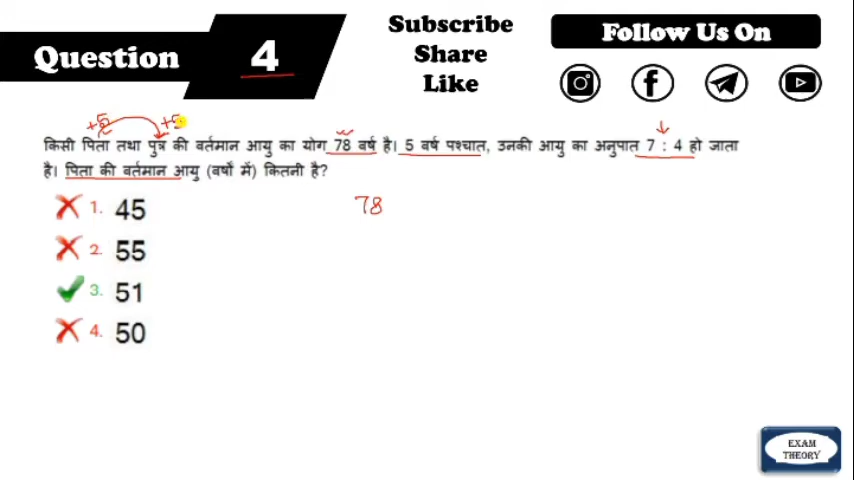 Question
4
Subscribe
Share
Like
Follow Us On
+5
+5
किसी पिता तथा पुत्र की वर्तमान आयु का योग 78 वर्ष है। 5 वर्ष पश्चात, उनकी आयु का अनुपात 7 : 4 हो जाता
है। पिता की वर्तमान आयु (वर्षों में) कितनी है?
78
1. 45
2. 55
3. 51
4. 50
EXAM
THEORY